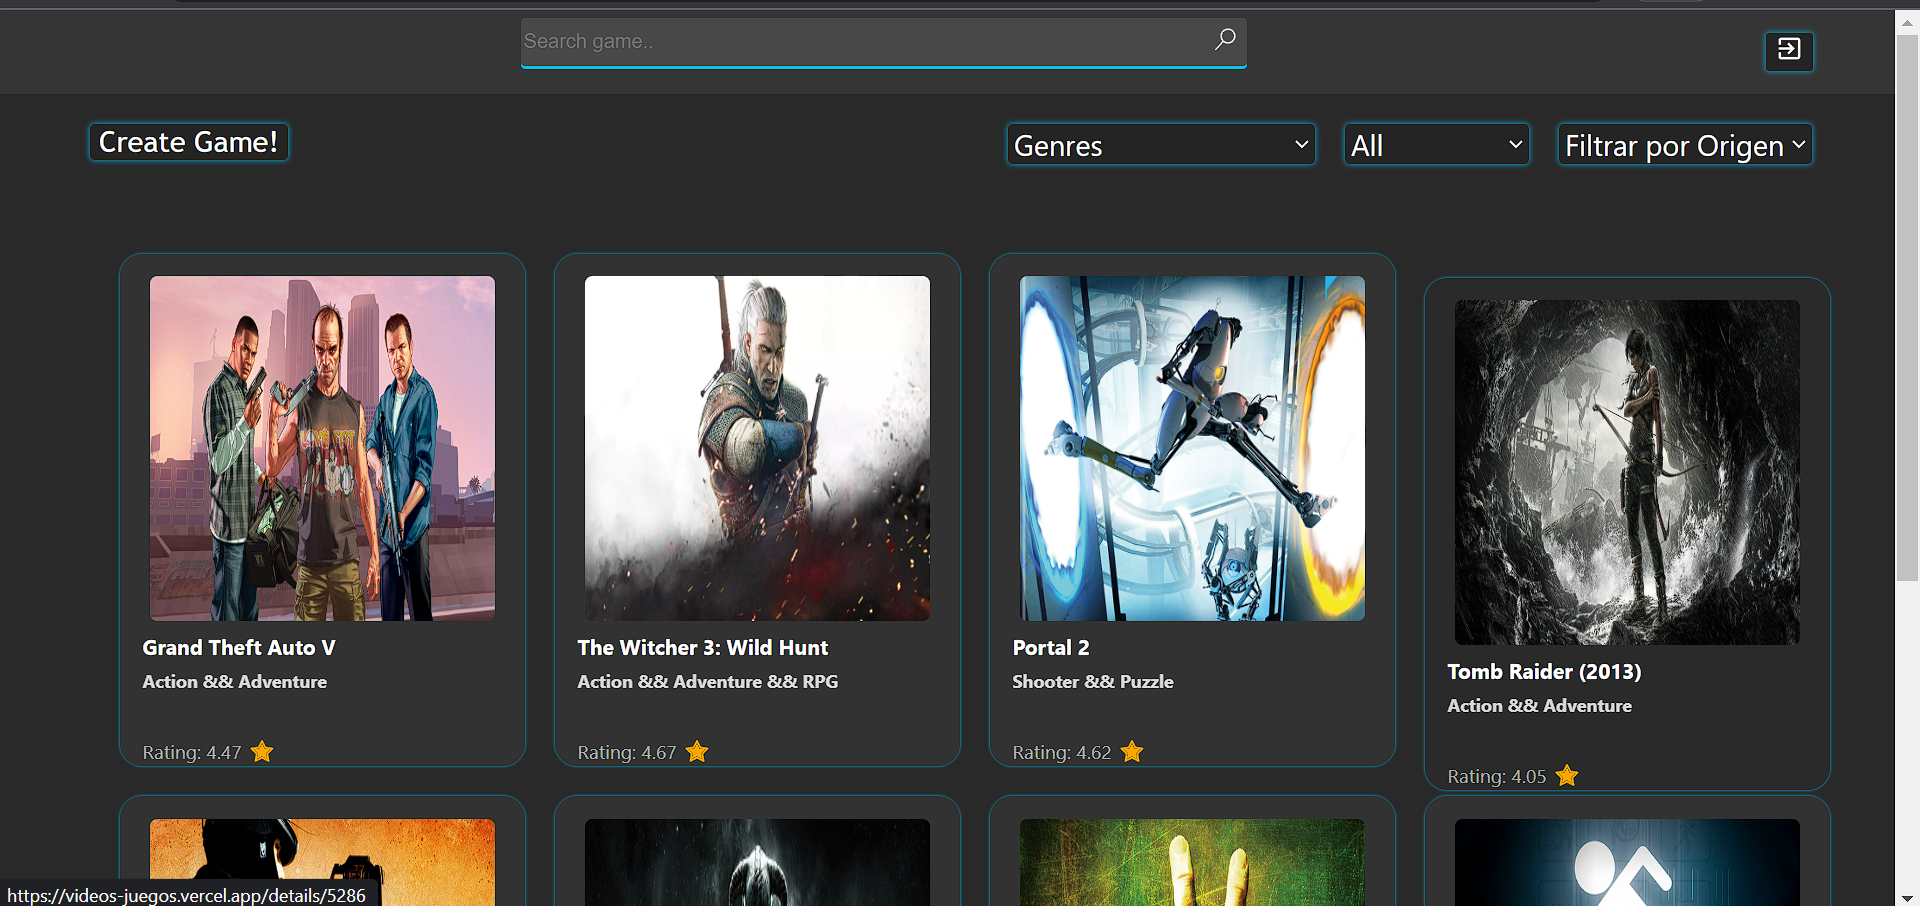 Search game..
Create Game!
Genres
All
Filtrar por Origen
Grand Theft Auto V
Action && Adventure
Rating: 4.47
The Witcher 3: Wild Hunt
Action && Adventure && RPG
Rating: 4.67
Portal 2
Shooter && Puzzle
Rating: 4.62
Tomb Raider (2013)
Action && Adventure
Rating: 4.05
https://videos-juegos.vercel.app/details/5286